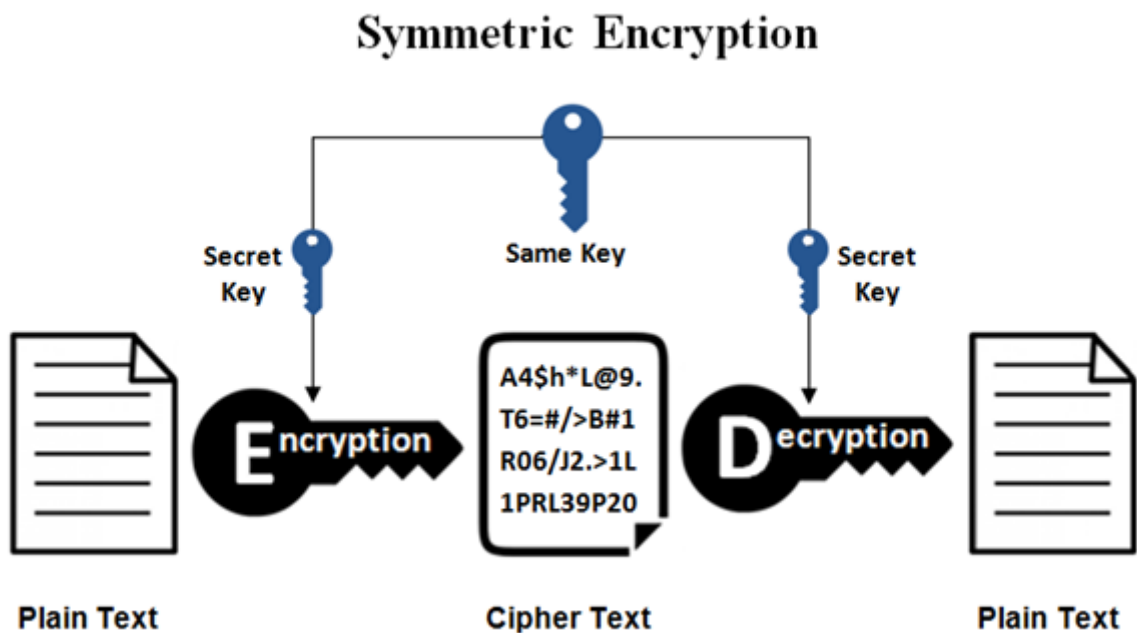 Symmetric Encryption
Same Key
Secret
Key
Secret
Key
Encryption
A4$h*L@9.
T6=#/>B#1
R06/J2.>1L
1PRL39P20
Decryption
Plain Text
Cipher Text
Plain Text